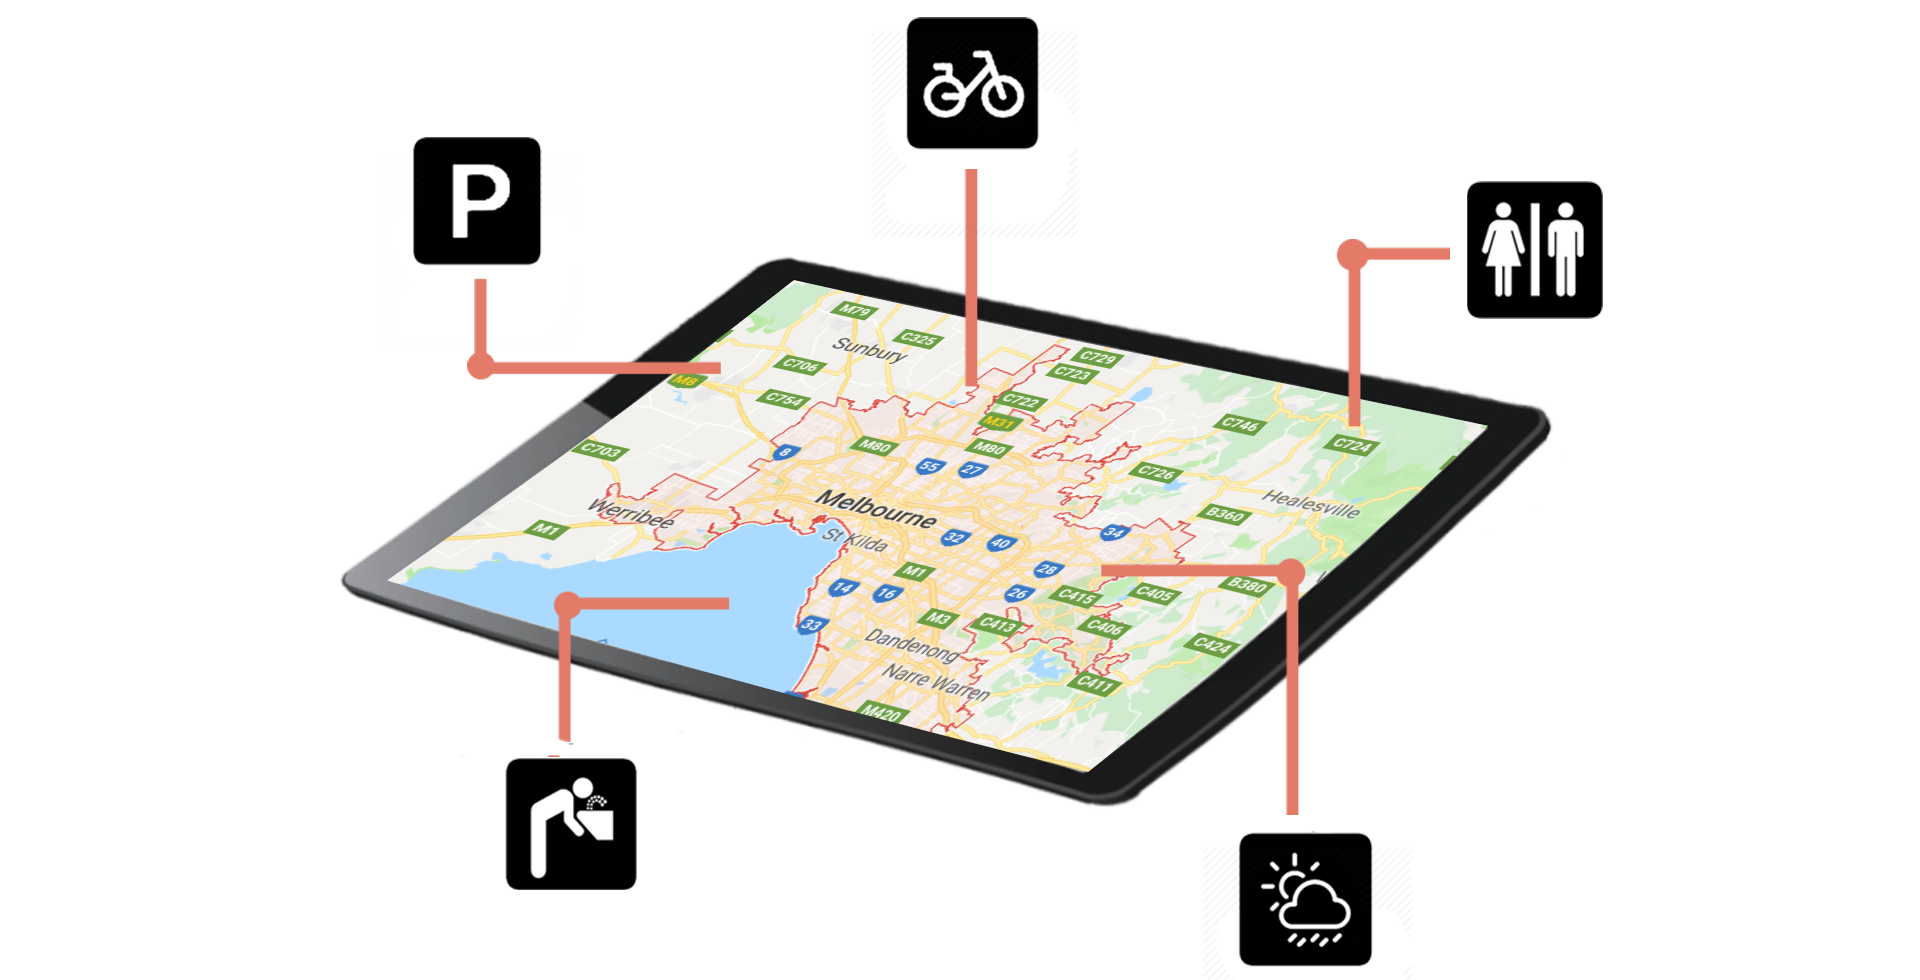 P
M79
Sunbury
C325
C729
C706
C723
M8
C754
C722
M31
C746
C703
8
M80
M80
C724
55
27
C726
Melbourne
Healesville
Werribee
B360
M1
St Kilda
32
40
34
M1
28
14
16
26
C415
C405
B380
33
M3
C413
C406
Dandenong
C424
Narre Warren
C411
M420